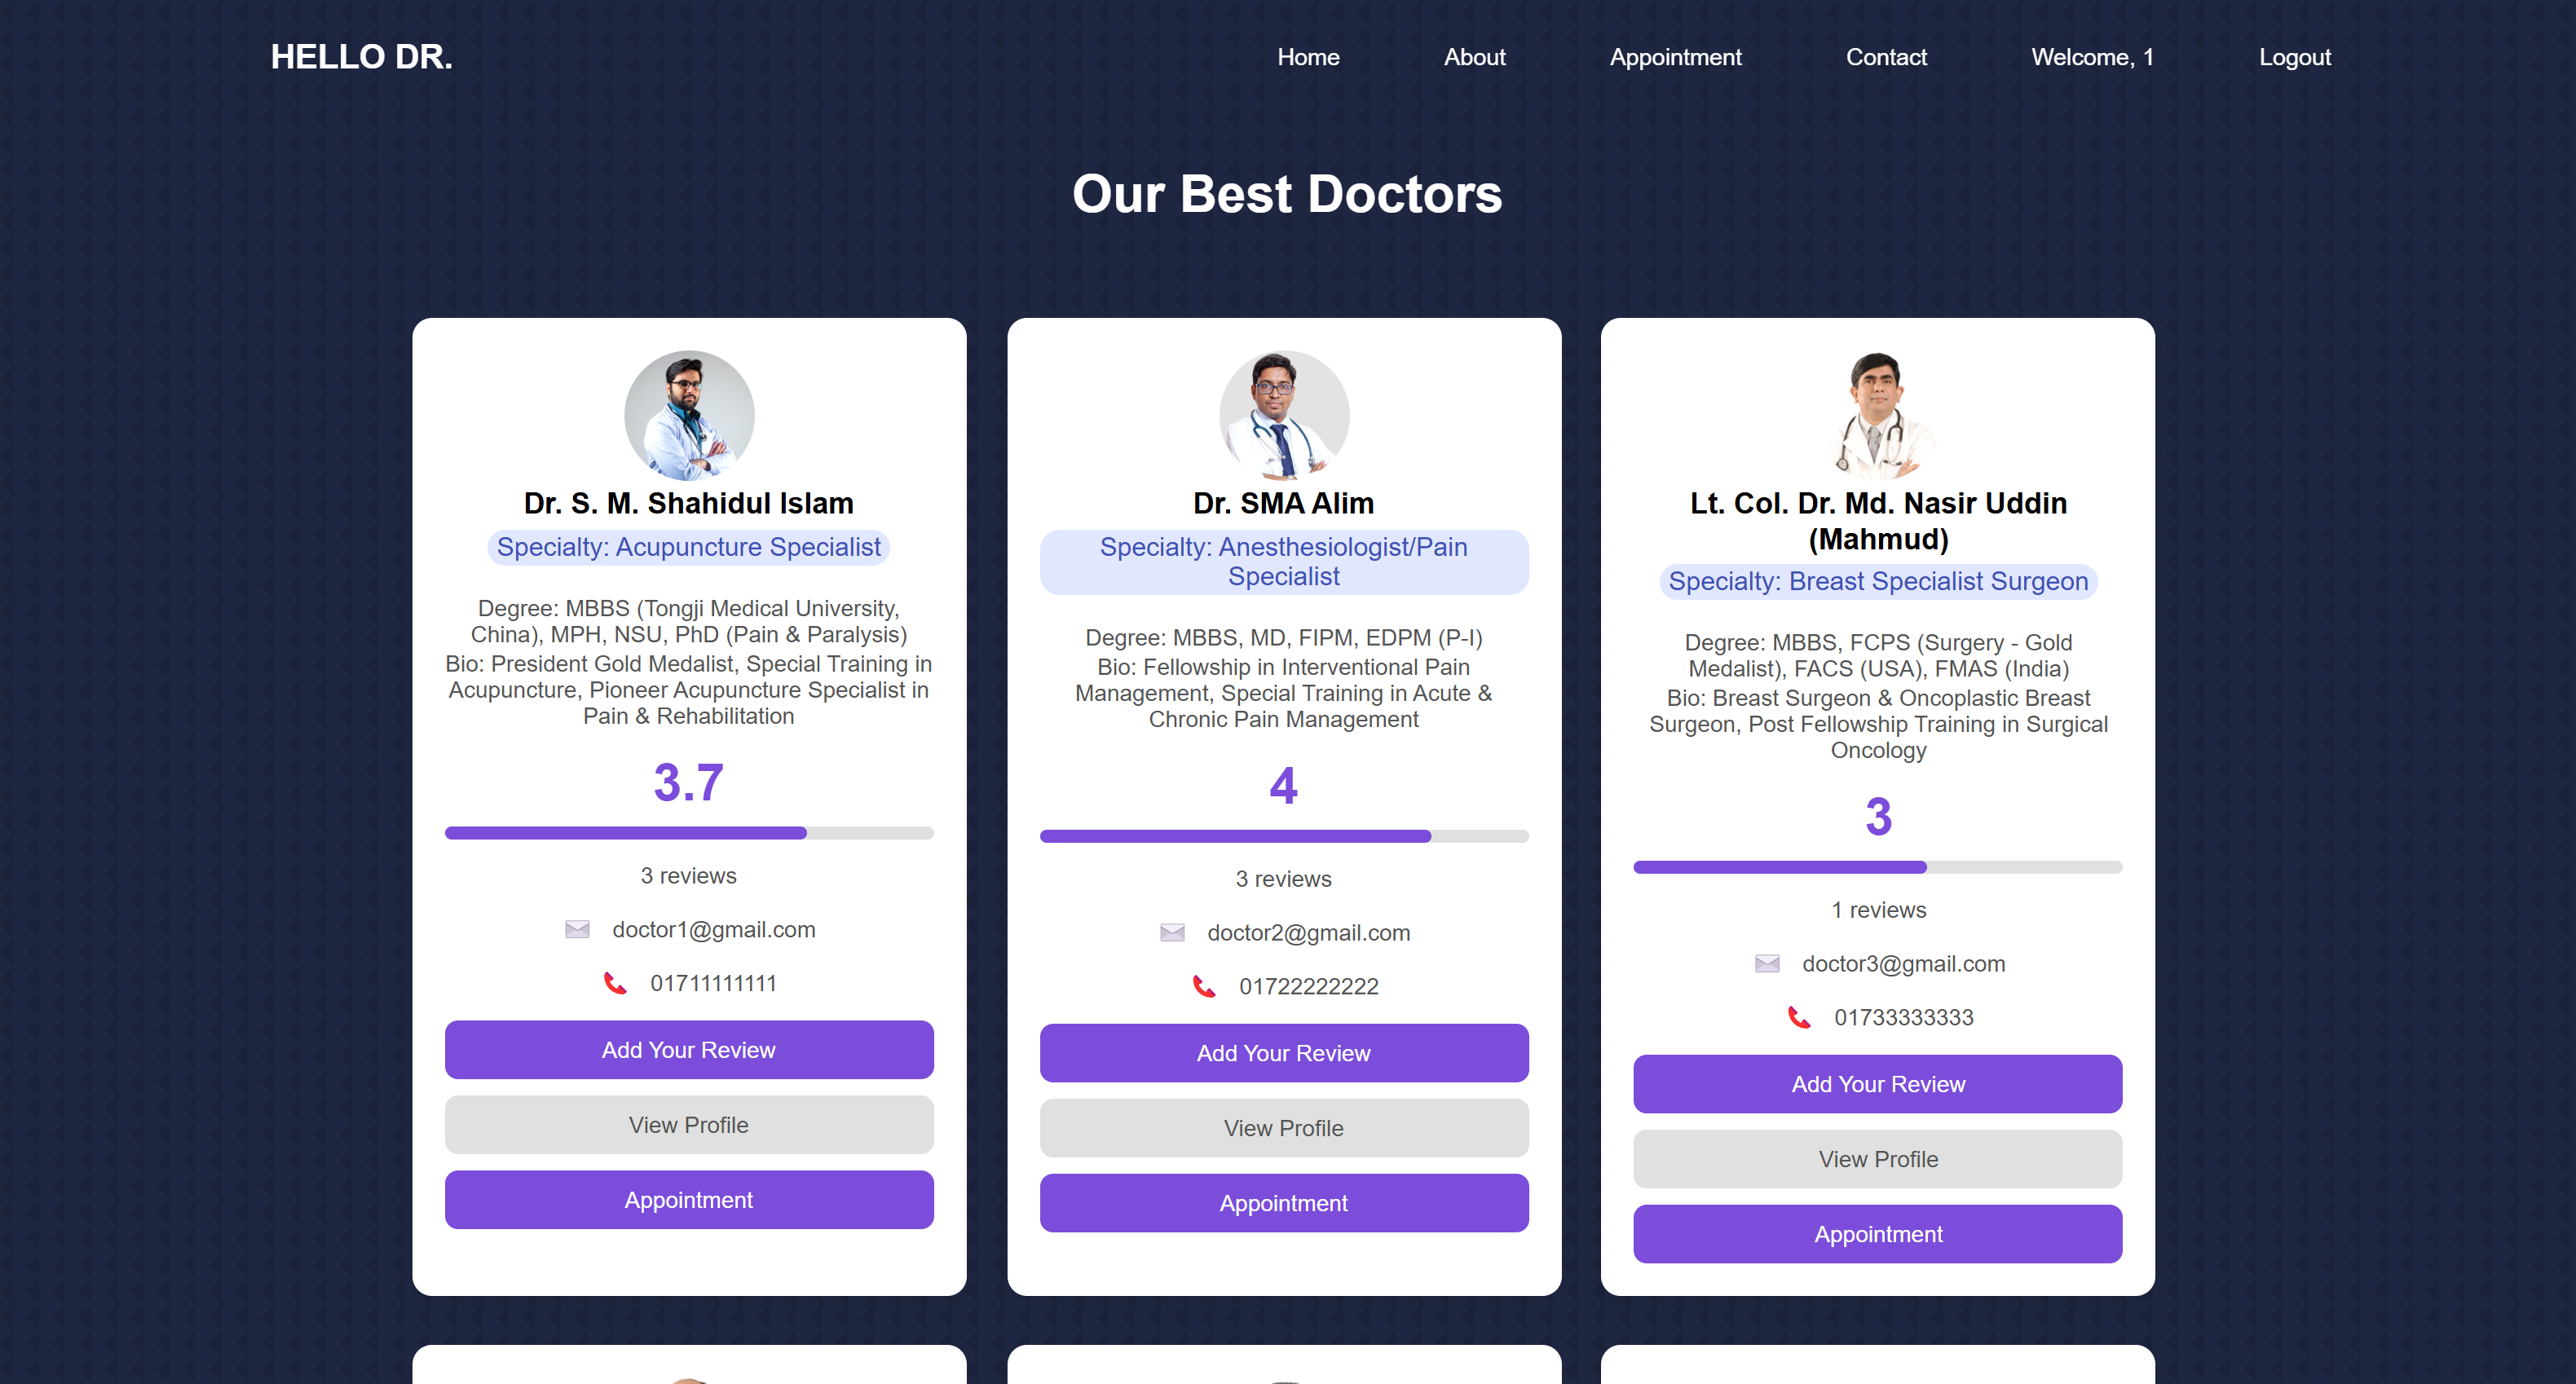 HELLO DR.
Home
About
Appointment
Contact
Welcome, 1
Logout
Our Best Doctors
Dr. S. M. Shahidul Islam
Specialty: Acupuncture Specialist
Degree: MBBS (Tongji Medical University,
China), MPH, NSU, PhD (Pain & Paralysis)
Bio: President Gold Medalist, Special Training in
Acupuncture, Pioneer Acupuncture Specialist in
Pain & Rehabilitation
3.7
3 reviews
doctor1@gmail.com
01711111111
Add Your Review
View Profile
Appointment
Dr. SMA Alim
Specialty: Anesthesiologist/Pain
Specialist
Degree: MBBS, MD, FIPM, EDPM (P-I)
Bio: Fellowship in Interventional Pain
Management, Special Training in Acute &
Chronic Pain Management
4
3 reviews
doctor2@gmail.com
01722222222
Add Your Review
View Profile
Appointment
Lt. Col. Dr. Md. Nasir Uddin
(Mahmud)
Specialty: Breast Specialist Surgeon
Degree: MBBS, FCPS (Surgery - Gold
Medalist), FACS (USA), FMAS (India)
Bio: Breast Surgeon & Oncoplastic Breast
Surgeon, Post Fellowship Training in Surgical
Oncology
3
1 reviews
doctor3@gmail.com
01733333333
Add Your Review
View Profile
Appointment